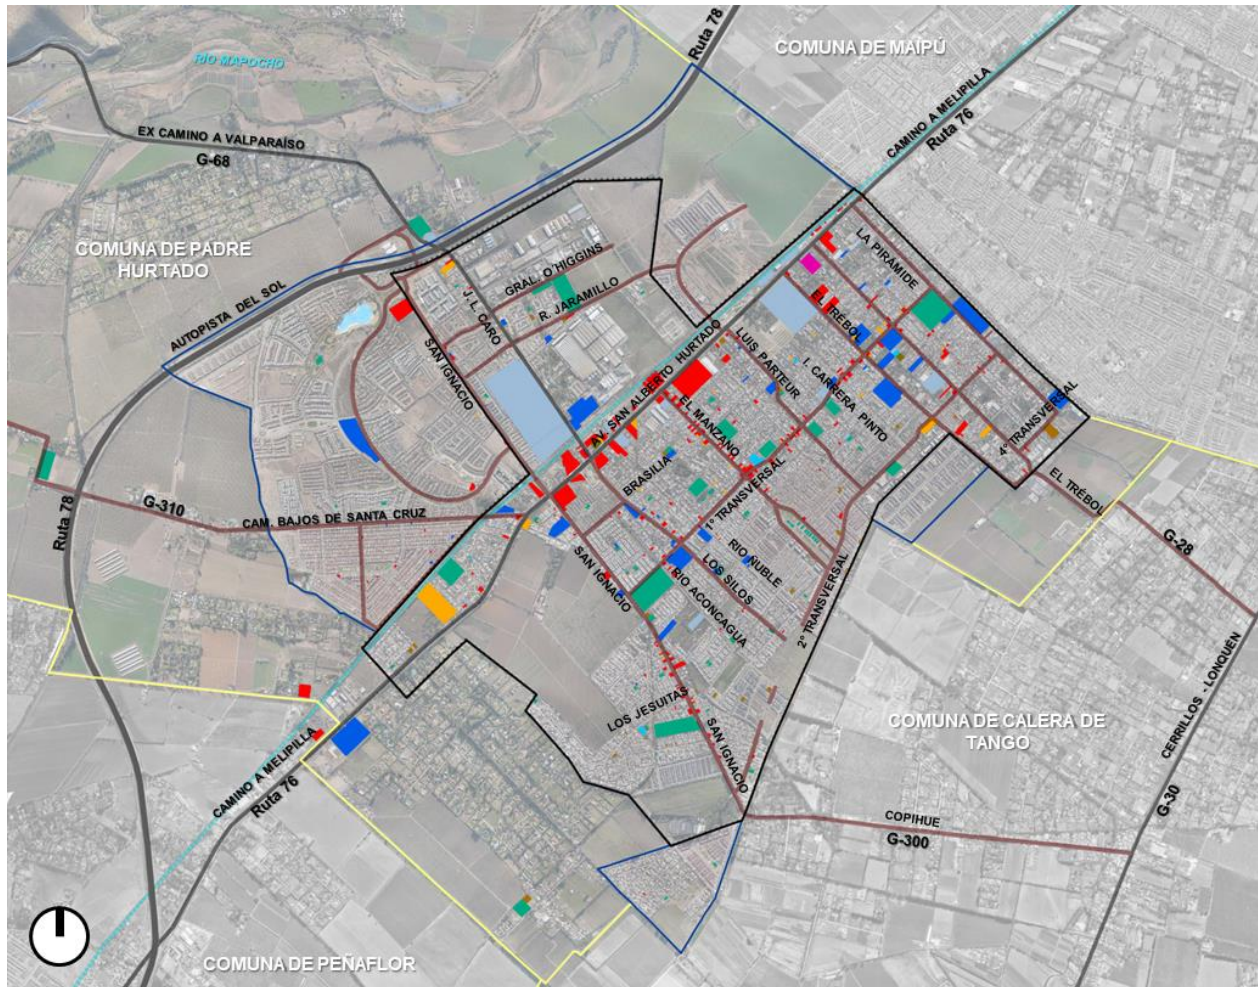 Ruta 78
COMUNA DE MAIPÚ
RÍO MAPOCHO
CAMINO A MELIPILLA
Ruta 76
EX CAMINO A VALPARAÍSO
G-68
COMUNA DE PADRE
HURTADO
LA PIRAMIDE
GRAL. O´HIGGINS
AUTOPISTA DEL SOL
J. L. CARO
R. JARAMILLO
EL TRÉBOL
SAN IGNACIO
AV. SAN ALBERTO HURTADO
LUIS PARTEUR
I. CARRERA PINTO
EL MANZANO
4° TRANSVERSAL
BRASILIA
1° TRANSVERSAL
EL TRÉBOL
G-310
CAM. BAJOS DE SANTA CRUZ
Ruta 78
G-28
RIO ÑUBLE
LOS SILOS
SAN IGNACIO
RIO ACONCAGUA
2° TRANSVERSAL
CERRILLOS - LONQUÉN
LOS JESUITAS
SAN IGNACIO
COMUNA DE CALERA DE
TANGO
CAMINO A MELIPILLA
Ruta 76
G-30
COPIHUE
G-300
COMUNA DE PEÑAFLOR